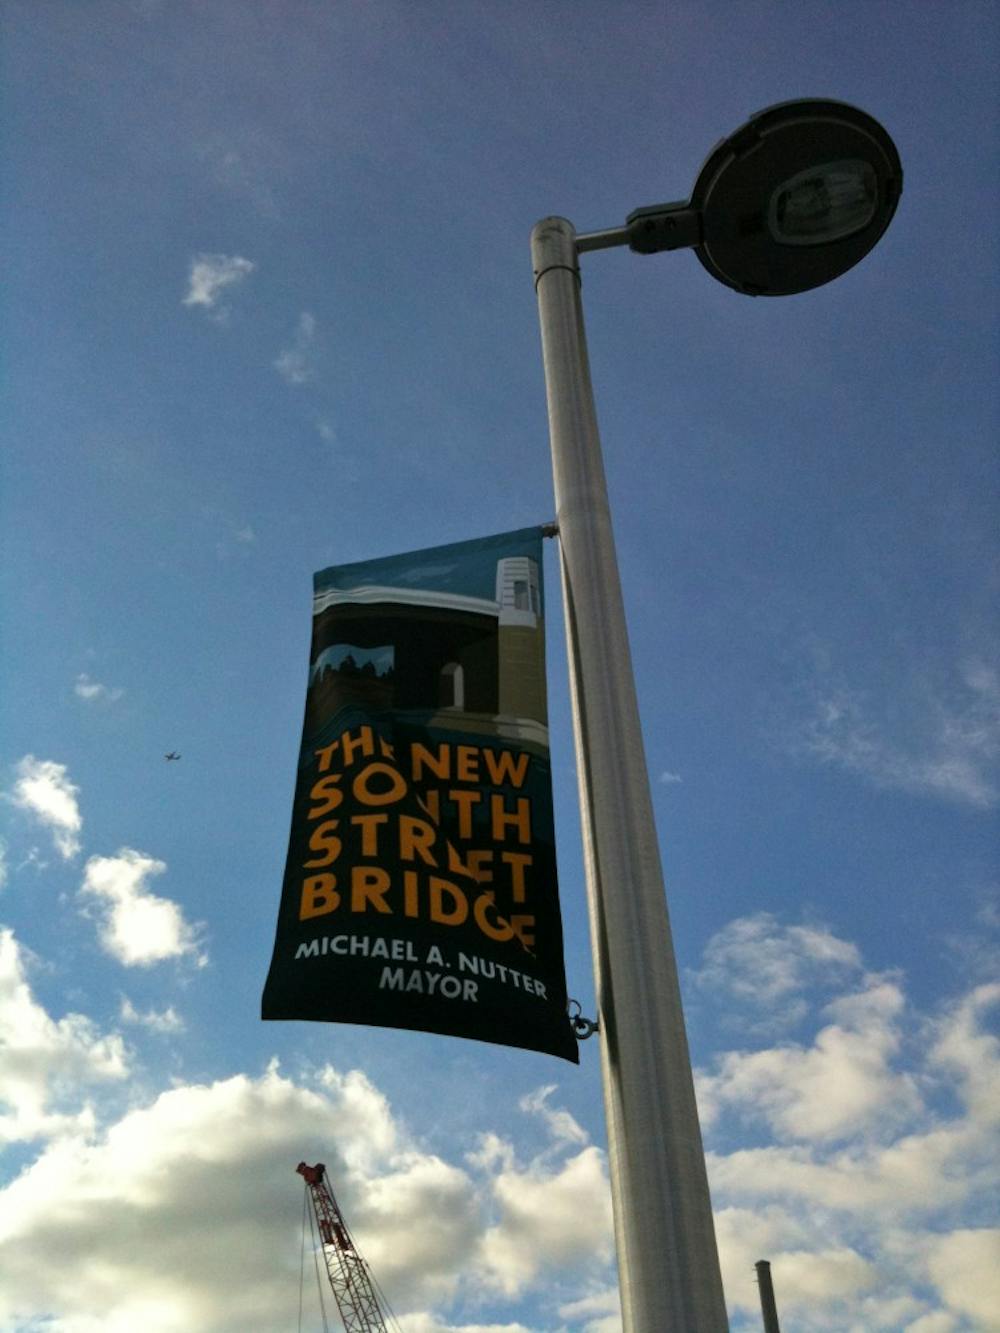 THE NEW
SOUTH
STREET
BRIDGE
MICHAEL A. NUTTER
MAYOR